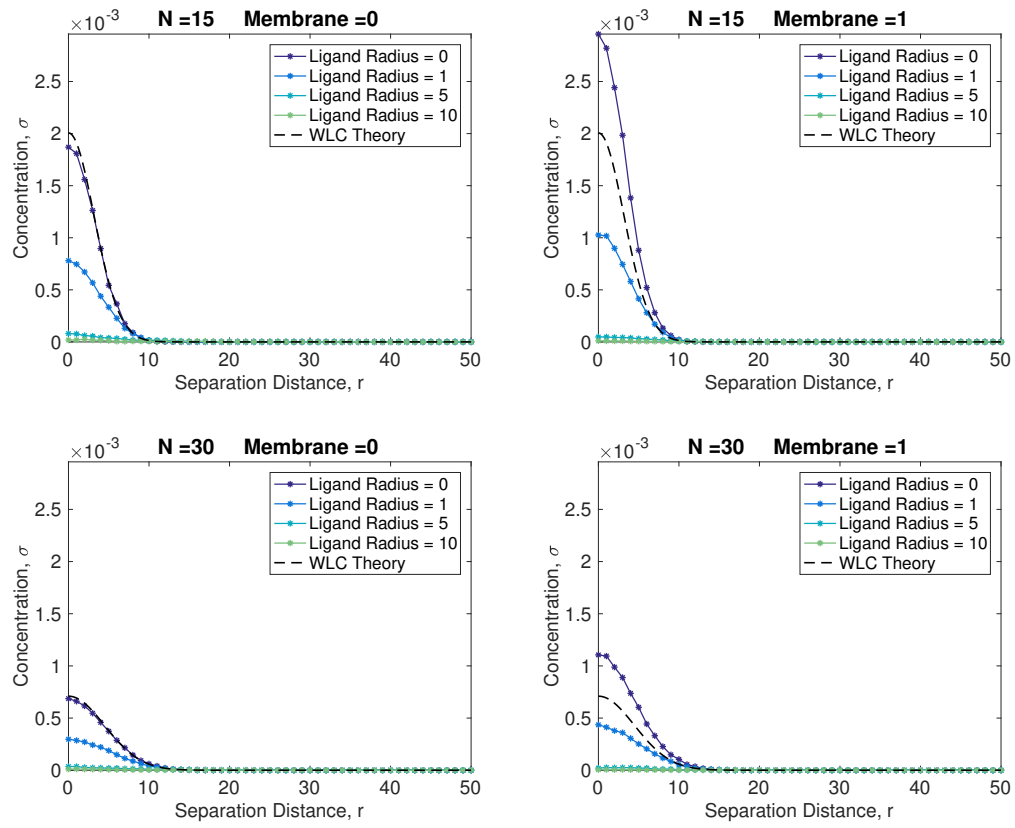 N =15 Membrane =0
×10-3
Concentration, σ
2.5
2
1.5
1
0.5
0
0 10 20 30 40 50
Separation Distance, r
Ligand Radius = 0
Ligand Radius = 1
Ligand Radius = 5
Ligand Radius = 10
WLC Theory
N =15 Membrane =1
×10-3
Concentration, σ
2.5
2
1.5
1
0.5
0
0 10 20 30 40 50
Separation Distance, r
Ligand Radius = 0
Ligand Radius = 1
Ligand Radius = 5
Ligand Radius = 10
WLC Theory
N =30 Membrane =0
×10-3
Concentration, σ
2.5
2
1.5
1
0.5
0
0 10 20 30 40 50
Separation Distance, r
Ligand Radius = 0
Ligand Radius = 1
Ligand Radius = 5
Ligand Radius = 10
WLC Theory
N =30 Membrane =1
×10-3
Concentration, σ
2.5
2
1.5
1
0.5
0
0 10 20 30 40 50
Separation Distance, r
Ligand Radius = 0
Ligand Radius = 1
Ligand Radius = 5
Ligand Radius = 10
WLC Theory